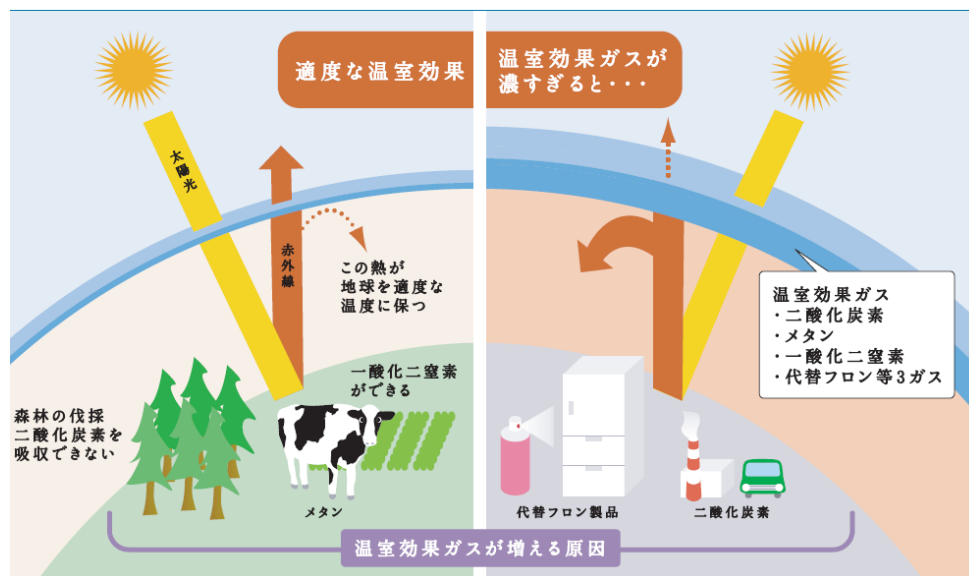 適度な温室効果
太陽光
赤外線
この熱が
地球を適度な
温度に保つ
一酸化二窒素
ができる
森林の伐採
二酸化炭素を
吸収できない
メタン
温室効果ガスが
濃すぎると・・・
温室効果ガス
・二酸化炭素
・メタン
・一酸化二窒素
・代替フロン等3ガス
代替フロン製品
二酸化炭素
温室効果ガスが増える原因